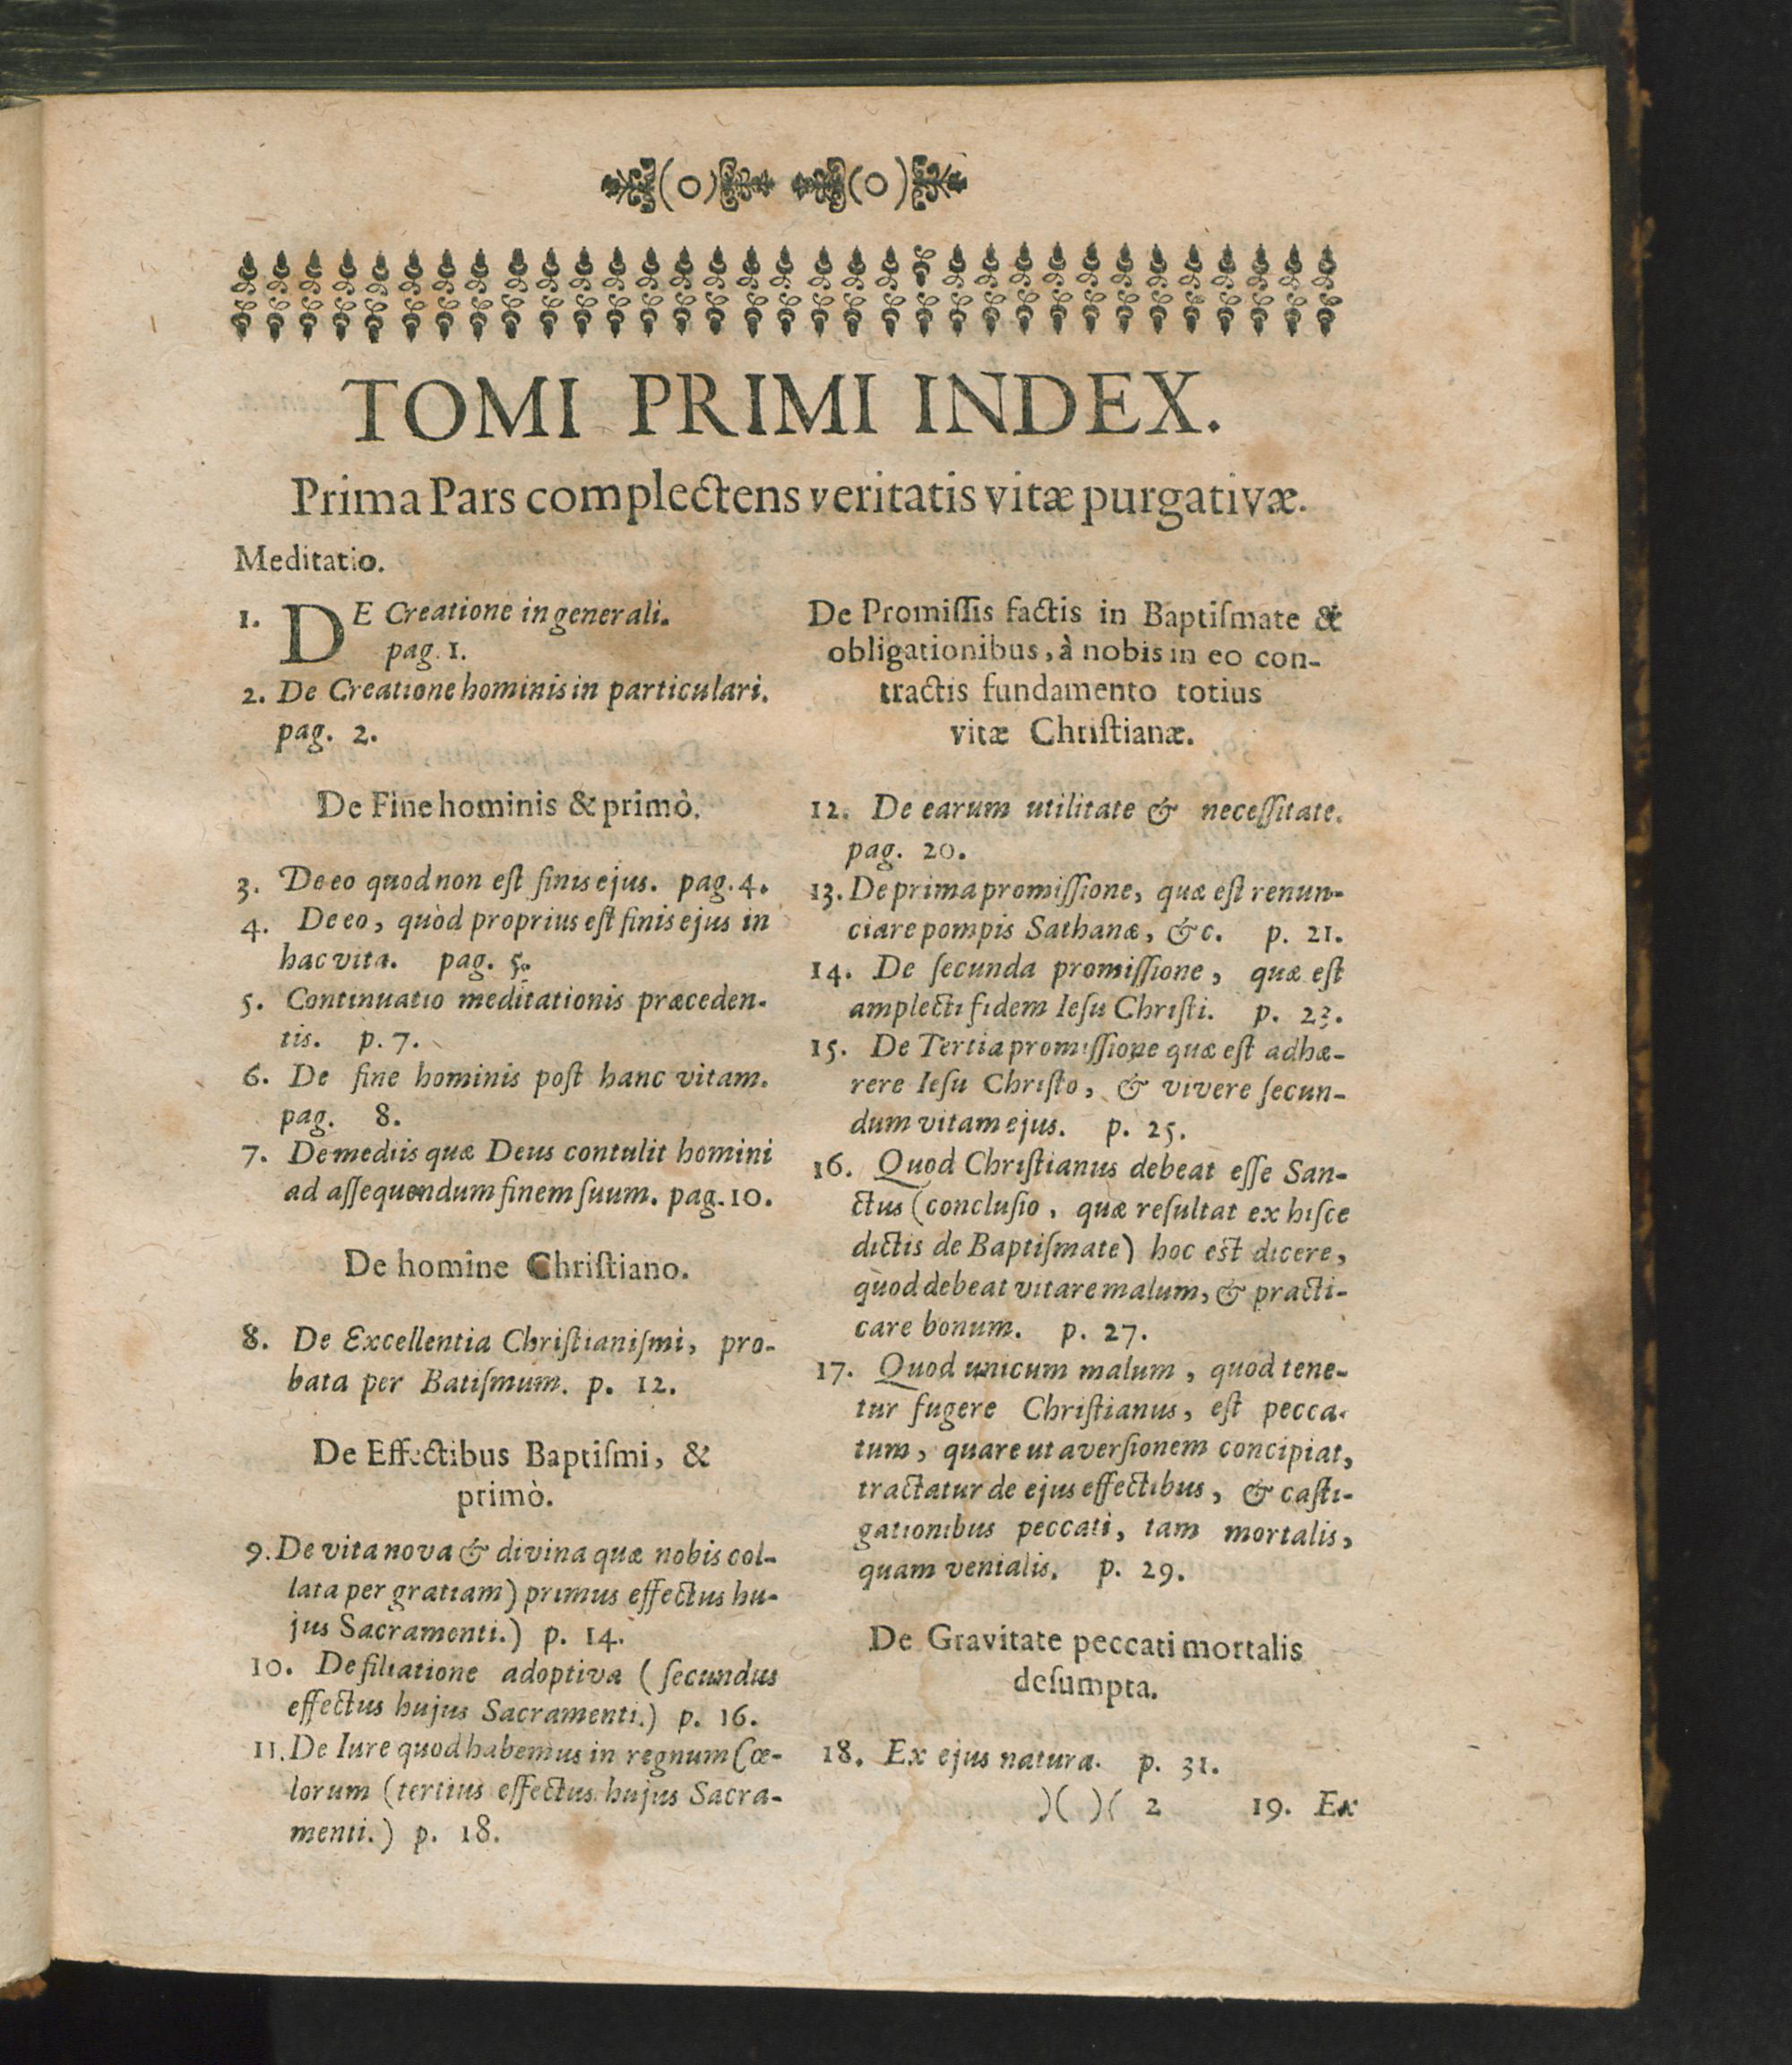 (O) (O)
TOMI PRIMI INDEX.
Prima Pars complectens veritatis vitæ purgativæ.
Meditatio.
1. DE Creatione in generali.
pag. 1.
2. De Creatione hominis in particulari.
pag. 2.
De Fine hominis & primò.
3. De eo quod non eſt finis ejus. pag. 4.
4. De eo, quòd proprius eſt finis ejus in
hac vita. pag. 5.
5. Continuatio meditationis præceden-
tis. p. 7.
6. De fine hominis poſt hanc vitam.
pag. 8.
7. De mediis quæ Deus contulit homini
ad aſſequendum finem ſuum. pag. 10.
De homine Chriſtiano.
8. De Excellentia Chriſtianiſmi, pro-
bata per Batiſmum. p. 12.
De Effectibus Baptiſmi, &
primò.
9. De vita nova & divina quæ nobis col-
lata per gratiam) primus effectus hu-
jus Sacramenti.) p. 14.
10. De filiatione adoptiva (ſecundus
effectus hujus Sacramenti.) p. 16.
11. De Iure quod habemus in regnum Cœ-
lorum (tertius effectus hujus Sacra-
menti.) p. 18.
De Promiſſis factis in Baptiſmate &
obligationibus, à nobis in eo con-
tractis fundamento totius
vitæ Chriſtianæ.
12. De earum utilitate & neceſſitate.
pag. 20.
13. De prima promiſſione, quæ eſt renun-
ciare pompis Sathanæ, &c. p. 21.
14. De ſecunda promiſſione, quæ eſt
amplecti fidem Ieſu Chriſti. p. 23.
15. De Tertia promiſſione quæ eſt adhæ-
rere Ieſu Chriſto, & vivere ſecun-
dum vitam ejus. p. 25.
16. Quod Chriſtianus debeat eſſe San-
ctus (concluſio, quæ reſultat ex hiſce
dictis de Baptiſmate) hoc eſt dicere,
quod debeat vitare malum, & practi-
care bonum. p. 27.
17. Quod unicum malum, quod tene-
tur fugere Chriſtianus, eſt pecca-
tum, quare ut averſionem concipiat,
tractatur de ejus effectibus, & caſti-
gationibus peccati, tam mortalis,
quam venialis. p. 29.
De Gravitate peccati mortalis
deſumpta.
18. Ex ejus natura. p. 31.
)( )( 2 19. Ex